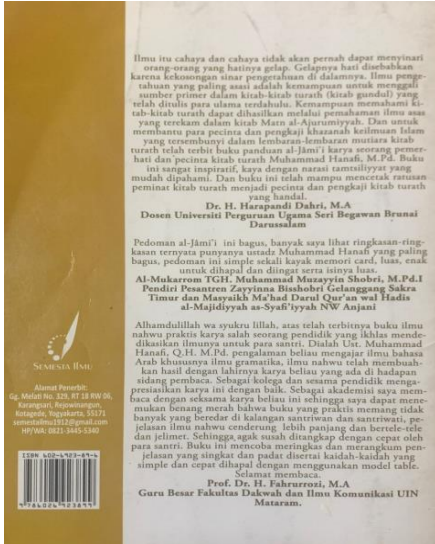 Ilmu itu cahaya dan cahaya tidak akan pernah dapat menyinari
orang-orang yang hatinya gelap. Gelapnya hati disebabkan
karena kekosongan sinar pengetahuan di dalamnya. Ilmu penge-
tahuan yang paling asasi adalah kemampuan untuk menggali
sumber primer dalam kitab-kitab turath (kitab gundul) yang
telah ditulis para ulama terdahulu. Kemampuan memahami ki-
tab-kitab turath dapat dihasilkan melalui pemahaman ilmu asas
yang terekam dalam kitab Matn al-Ajurumiyyah. Dan untuk
membantu para pecinta dan pengkaji khazanah keilmuan Islam
yang tersembunyi dalam lembaran-lembaran mutiara kitab
turath telah terbit buku panduan al-Jâmi'i karya seorang pemer-
hati dan pecinta kitab turath Muhammad Hanafi, M.Pd. Buku
ini sangat inspiratif, kaya dengan narasi tamtsiliyyat yang
mudah dipahami. Dan buku ini telah mampu mencetak ratusan
peminat kitab turath menjadi pecinta dan pengkaji kitab turath
yang handal.
Dr. H. Harapandi Dahri, M.A
Dosen Universiti Perguruan Ugama Seri Begawan Brunai
Darussalam
Pedoman al-Jâmi'i ini bagus, banyak saya lihat ringkasan-ring-
kasan ternyata punyanya ustadz Muhammad Hanafi yang paling
bagus, pedoman ini simple sekali kayak memori card, luas, enak
untuk dihapal dan diingat serta isinya luas.
Al-Mukarrom TGH. Muhammad Muzayyin Shobri, M.Pd.I
Pendiri Pesantren Zayyinna Bisshobri Gelanggang Sakra
Timur dan Masyaikh Ma'had Darul Qur'an wal Hadis
al-Majidiyyah as-Syafi'iyyah NW Anjani
Alhamdulillah wa syukru lillah, atas telah terbitnya buku ilmu
nahwu praktis karya salah seorang pendidik yang ikhlas mende-
dikasikan ilmunya untuk para santri. Dialah Ust. Muhammad
Hanafi, Q.H. M.Pd. pengalaman beliau mengajar ilmu bahasa
Arab khususnya ilmu gramatika, ilmu nahwu telah membuah-
kan hasil dengan lahirnya karya beliau yang ada di hadapan
sidang pembaca. Sebagai kolega dan sesama pendidik menga-
presiasikan karya ini dengan baik. Sebagai akademisi saya mem-
baca dengan seksama karya beliau ini sehingga saya dapat mene-
mukan benang merah bahwa buku yang praktis memang tidak
banyak yang beredar di kalangan santriwan dan santriwati, pe-
jelasan ilmu nahwu cenderung lebih panjang dan bertele-tele
dan jelimet. Sehingga agak susah ditangkap dengan cepat oleh
para santri. Buku ini mencoba meringkas dan merangkum pen-
jelasan yang singkat dan padat disertai kaidah-kaidah yang
simple dan cepat dihapal dengan menggunakan model table.
Selamat membaca.
Prof. Dr. H. Fahrurrozi, M.A
Guru Besar Fakultas Dakwah dan Ilmu Komunikasi UIN
Mataram.
SEMESTA ILMU
Alamat Penerbit:
Gg. Melati No. 329, RT 18 RW 06,
Karangsari, Rejowinangun,
Kotagede, Yogyakarta, 55171
semestailmu1912@gmail.com
HP/WA: 0821-3445-5340
ISBN 602-6923-89-6
9 786026 923899